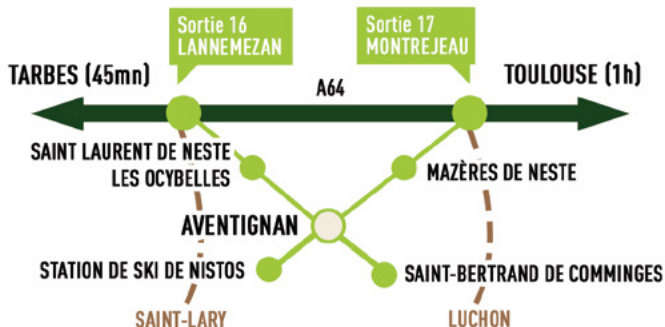 Sortie 16
LANNEMEZAN
Sortie 17
MONTREJEAU
TARBES (45mn)
A64
TOULOUSE (1h)
SAINT LAURENT DE NESTE
LES OCYBELLES
MAZÈRES DE NESTE
AVENTIGNAN
STATION DE SKI DE NISTOS
SAINT-BERTRAND DE COMMINGES
SAINT-LARY
LUCHON